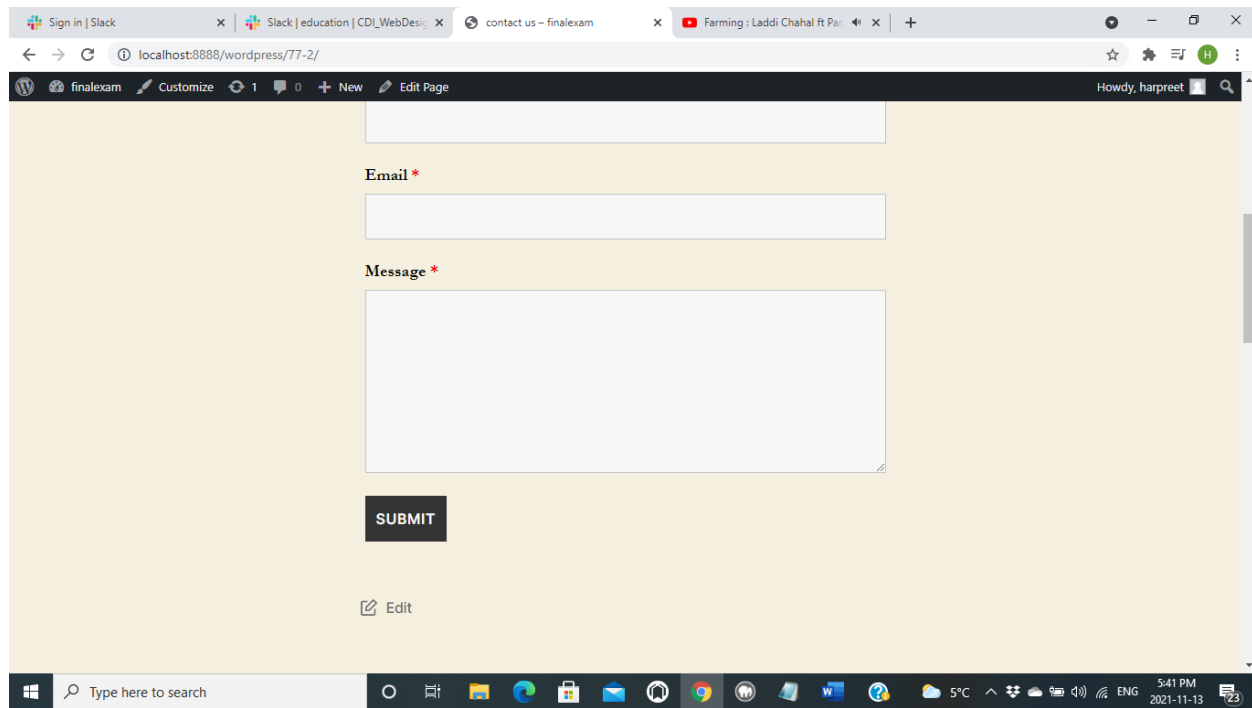 Sign in | Slack
Slack | education | CDI_WebDesig
contact us – finalexam
Farming : Laddi Chahal ft Par
localhost:8888/wordpress/77-2/
H
finalexam Customize 1 0 New Edit Page Howdy, harpreet
Email *
Message *
SUBMIT
Edit
Type here to search
5°C ENG 5:41 PM
2021-11-13
23